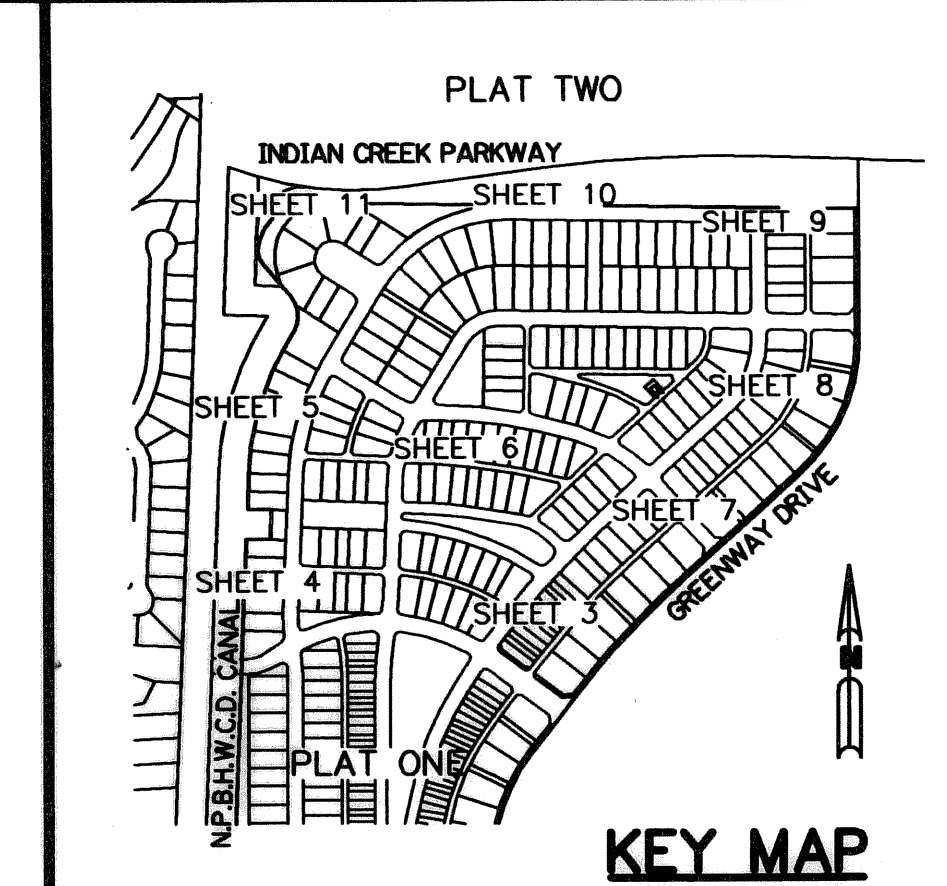 PLAT TWO
INDIAN CREEK PARKWAY
SHEET 10
SHEET 11
SHEET 9
SHEET 8
SHEET 5
SHEET 6
SHEET 7
GREENWAY DRIVE
SHEET 4
SHEET 3
N.P.B.H.W.C.D. CANAL
N
PLAT ONE
KEY MAP